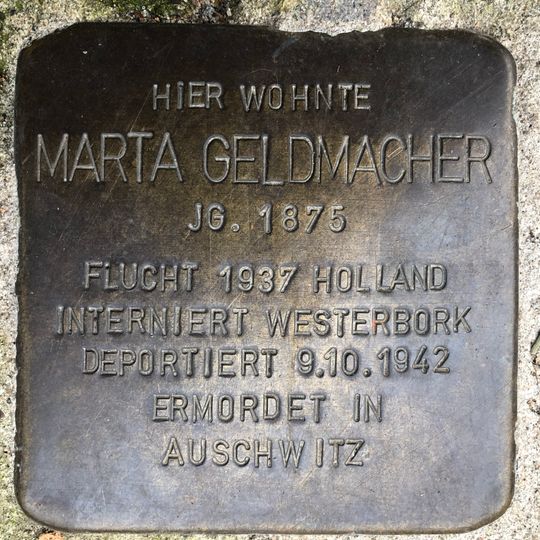 HIER WOHNTE
MARTA GELDMACHER
JG. 1875
FLUCHT 1937 HOLLAND
INTERNIERT WESTERBORK
DEPORTIERT 9.10.1942
ERMORDET IN
AUSCHWITZ